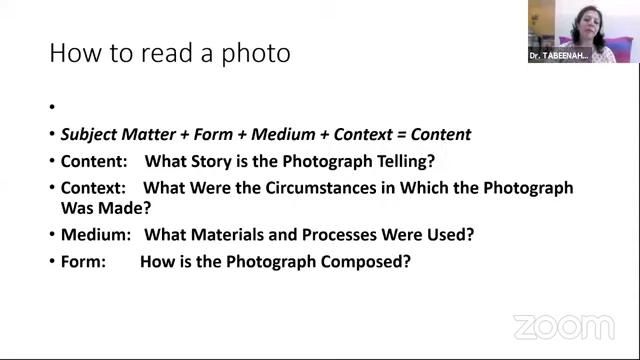 How to read a photo
Dr. TABEENAH...
Subject Matter + Form + Medium + Context = Content
Content: What Story is the Photograph Telling?
Context: What Were the Circumstances in Which the Photograph
Was Made?
Medium: What Materials and Processes Were Used?
Form: How is the Photograph Composed?
zoom